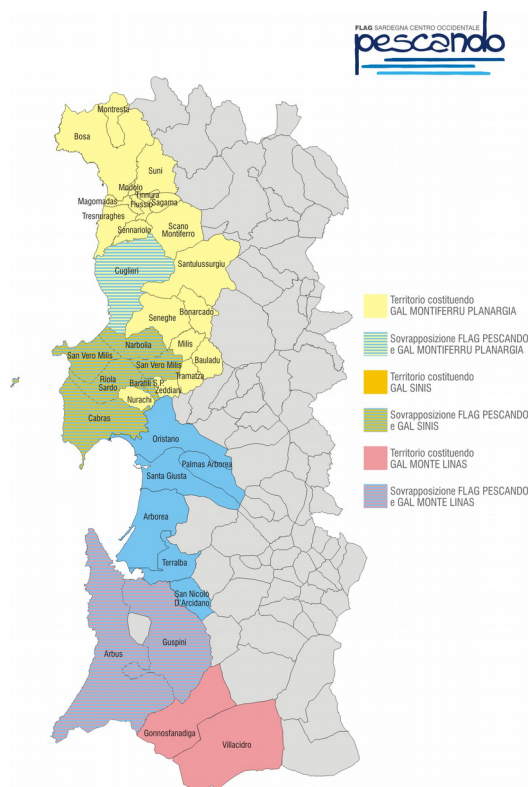 FLAG SARDEGNA CENTRO OCCIDENTALE
pescando
Montresta
Bosa
Suni
Modolo
Tinnura
Magomadas
Flussio
Sagama
Tresnuraghes
Sennariolo
Scano
Montiferro
Cuglieri
Santulussurgiu
Bonarcado
Seneghe
Narbolia
Milis
San Vero Milis
San Vero Milis
Bauladu
Tramatza
Riola
Sardo
Baratili S.P.
Zeddiani
Nurachi
Cabras
Oristano
Palmas Arborea
Santa Giusta
Arborea
Terralba
San Nicolò
D'Arcidano
Guspini
Arbus
Gonnosfanadiga
Villacidro
Territorio costituendo
GAL MONTIFERRU PLANARGIA
Sovrapposizione FLAG PESCANDO
e GAL MONTIFERRU PLANARGIA
Territorio costituendo
GAL SINIS
Sovrapposizione FLAG PESCANDO
e GAL SINIS
Territorio costituendo
GAL MONTE LINAS
Sovrapposizione FLAG PESCANDO
e GAL MONTE LINAS